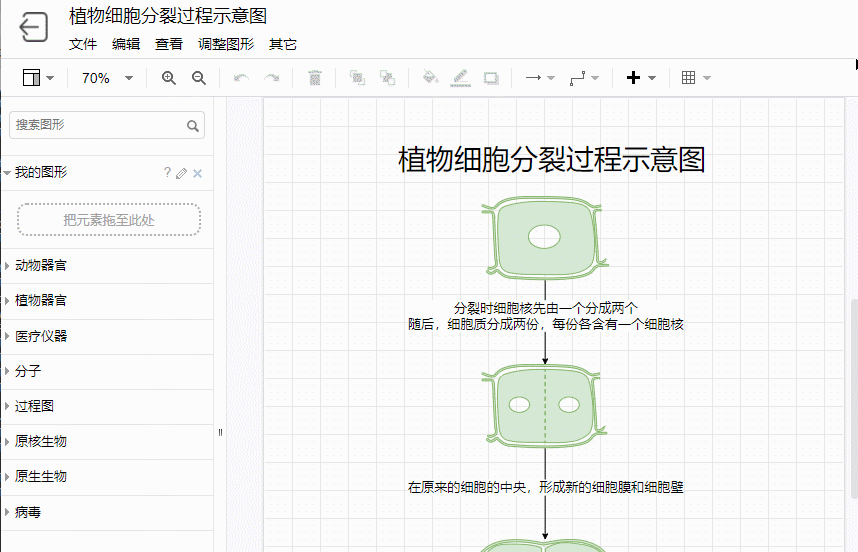 植物细胞分裂过程示意图
文件 编辑 查看 调整图形 其它
70%
搜索图形
我的图形
?
把元素拖至此处
动物器官
植物器官
医疗仪器
分子
过程图
原核生物
原生生物
病毒
植物细胞分裂过程示意图
分裂时细胞核先由一个分成两个
随后，细胞质分成两份，每份各含有一个细胞核
在原来的细胞的中央，形成新的细胞膜和细胞壁